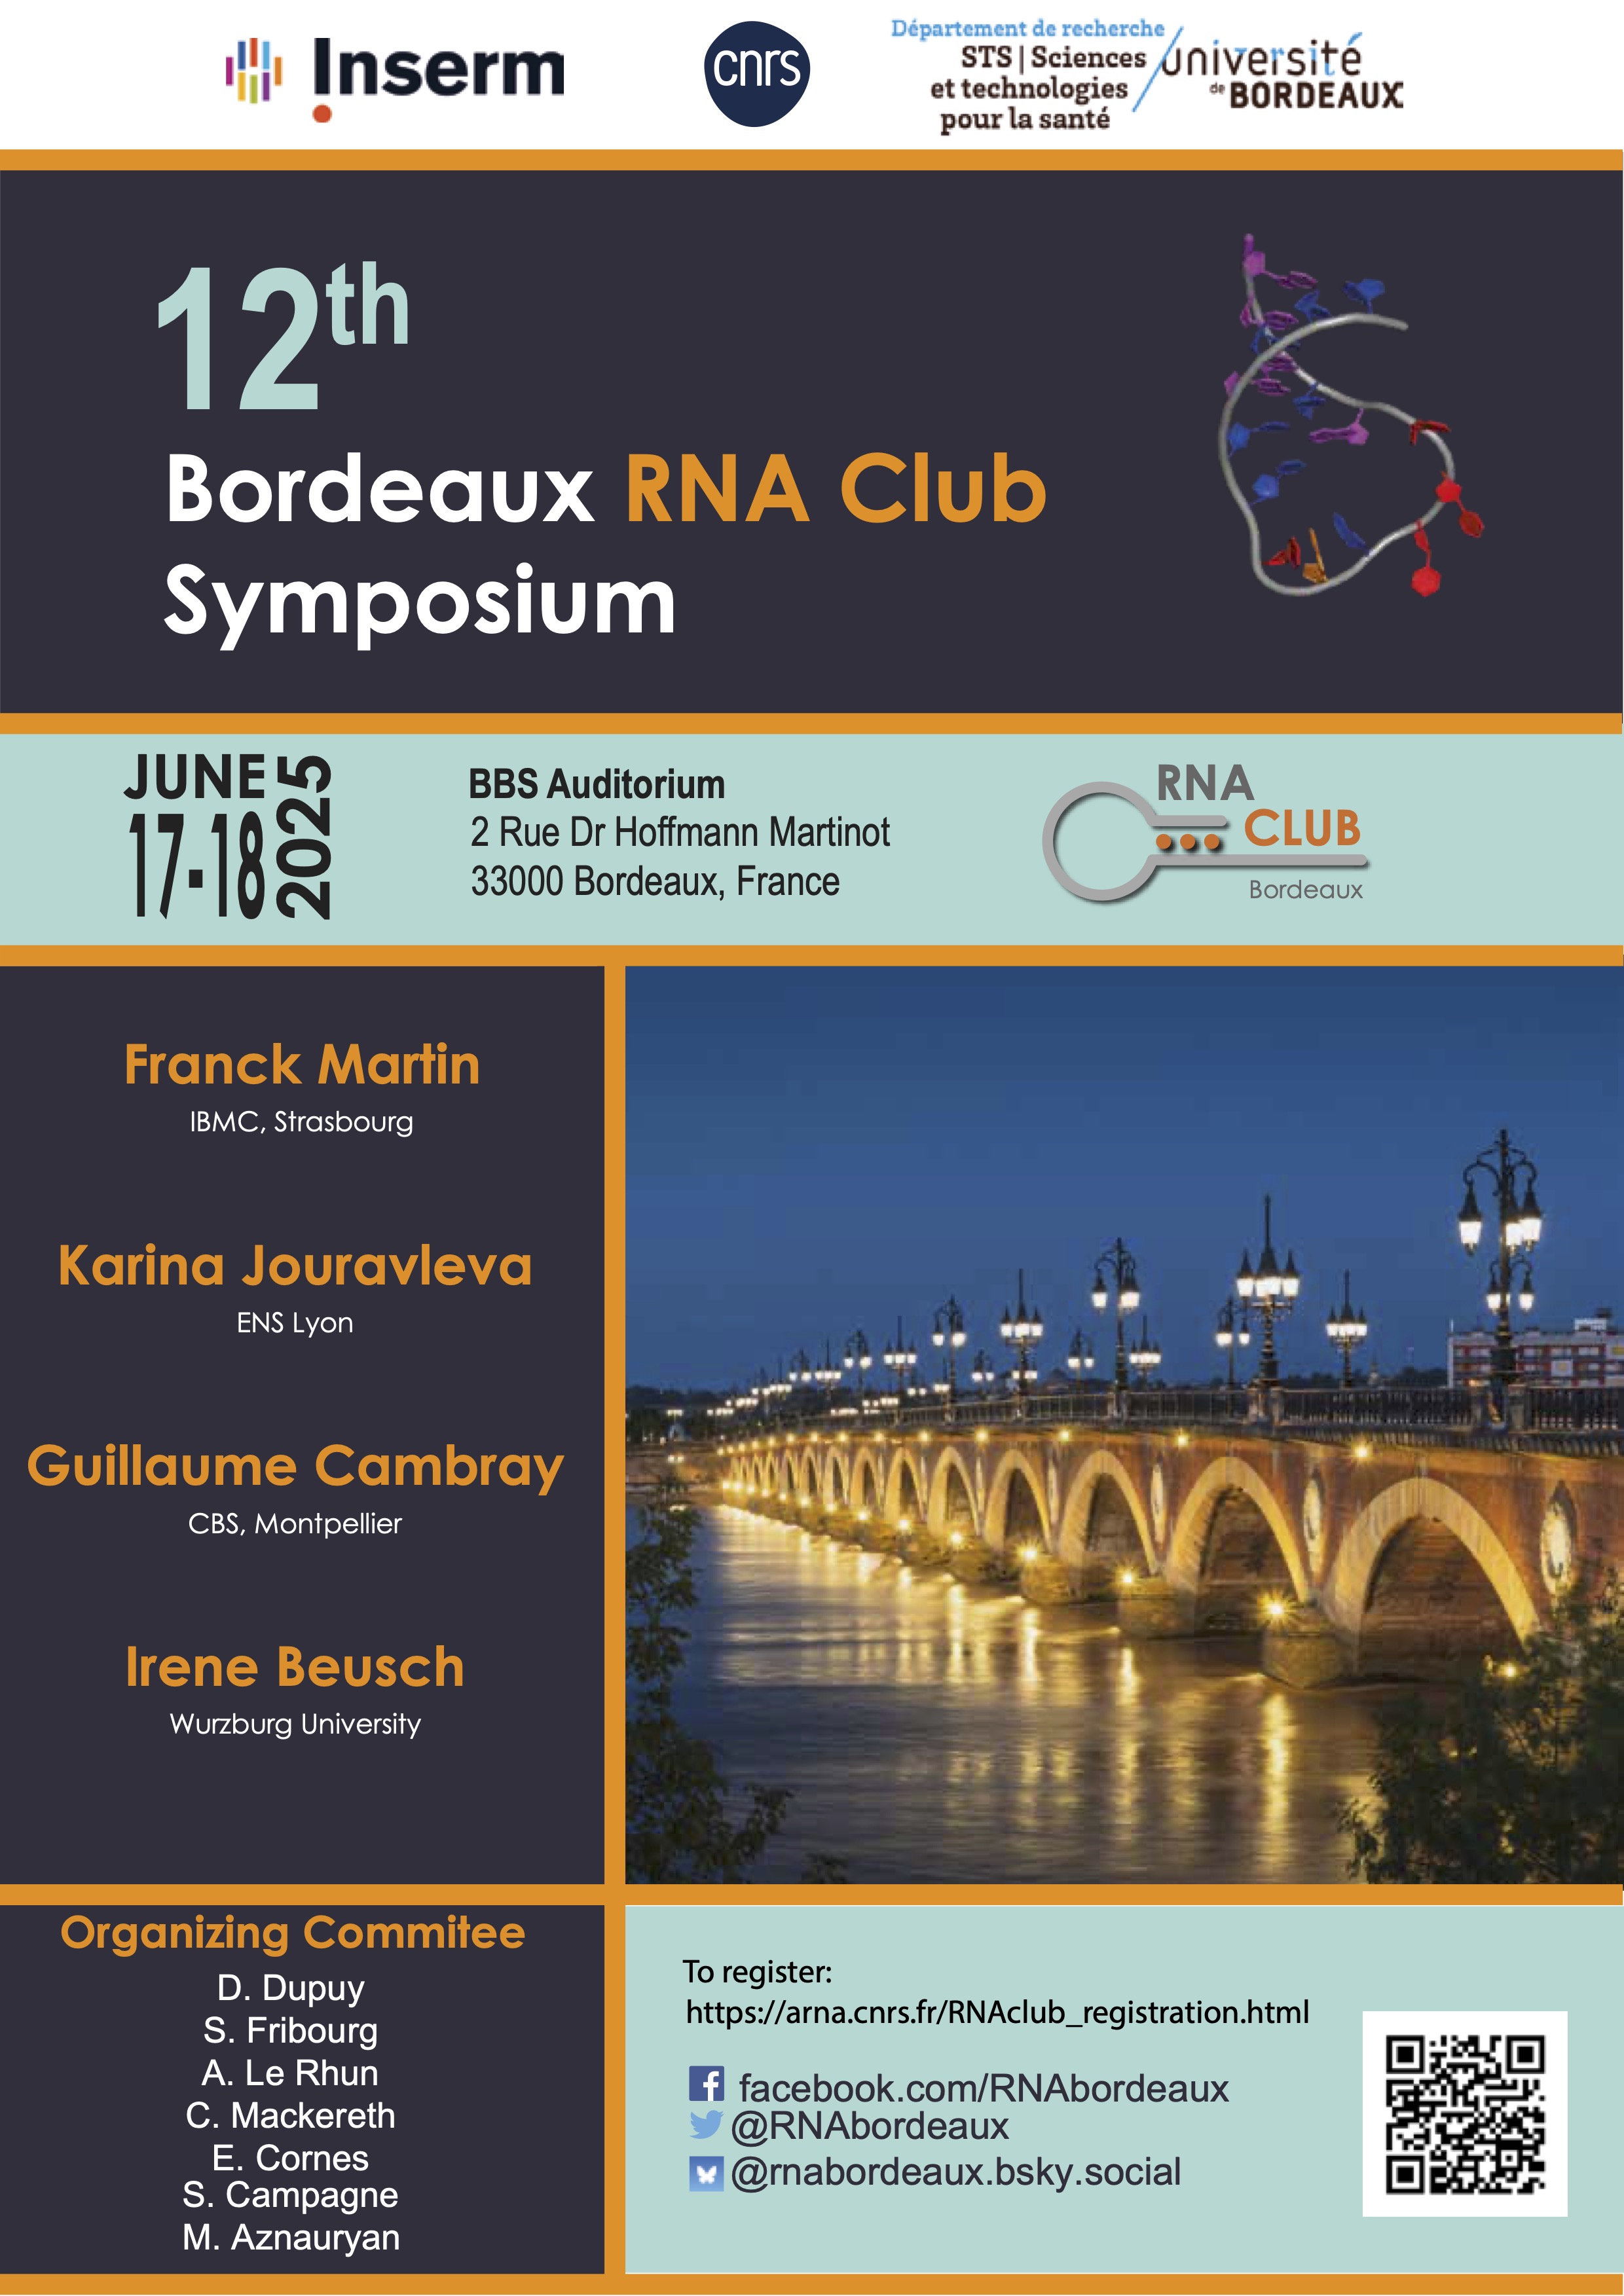 Inserm
cnrs
Département de recherche
STS | Sciences
et technologies
pour la santé
université
de BORDEAUX
12th
Bordeaux RNA Club
Symposium
JUNE
17-18
2025
BBS Auditorium
2 Rue Dr Hoffmann Martinot
33000 Bordeaux, France
RNA
CLUB
Bordeaux
Franck Martin
IBMC, Strasbourg
Karina Jouravleva
ENS Lyon
Guillaume Cambray
CBS, Montpellier
Irene Beusch
Wurzburg University
Organizing Commitee
D. Dupuy
S. Fribourg
A. Le Rhun
C. Mackereth
E. Cornes
S. Campagne
M. Aznauryan
To register:
https://arna.cnrs.fr/RNAclub_registration.html
facebook.com/RNAbordeaux
@RNAbordeaux
@rnabordeaux.bsky.social